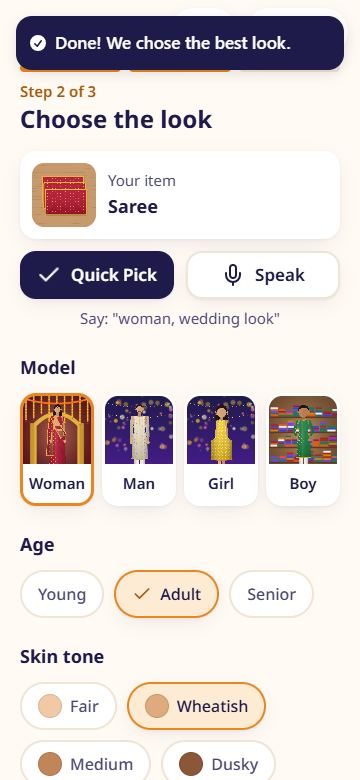 Done! We chose the best look.
Step 2 of 3
Choose the look
Your item
Saree
Quick Pick
Speak
Say: "woman, wedding look"
Model
Woman
Man
Girl
Boy
Age
Young
Adult
Senior
Skin tone
Fair
Wheatish
Medium
Dusky